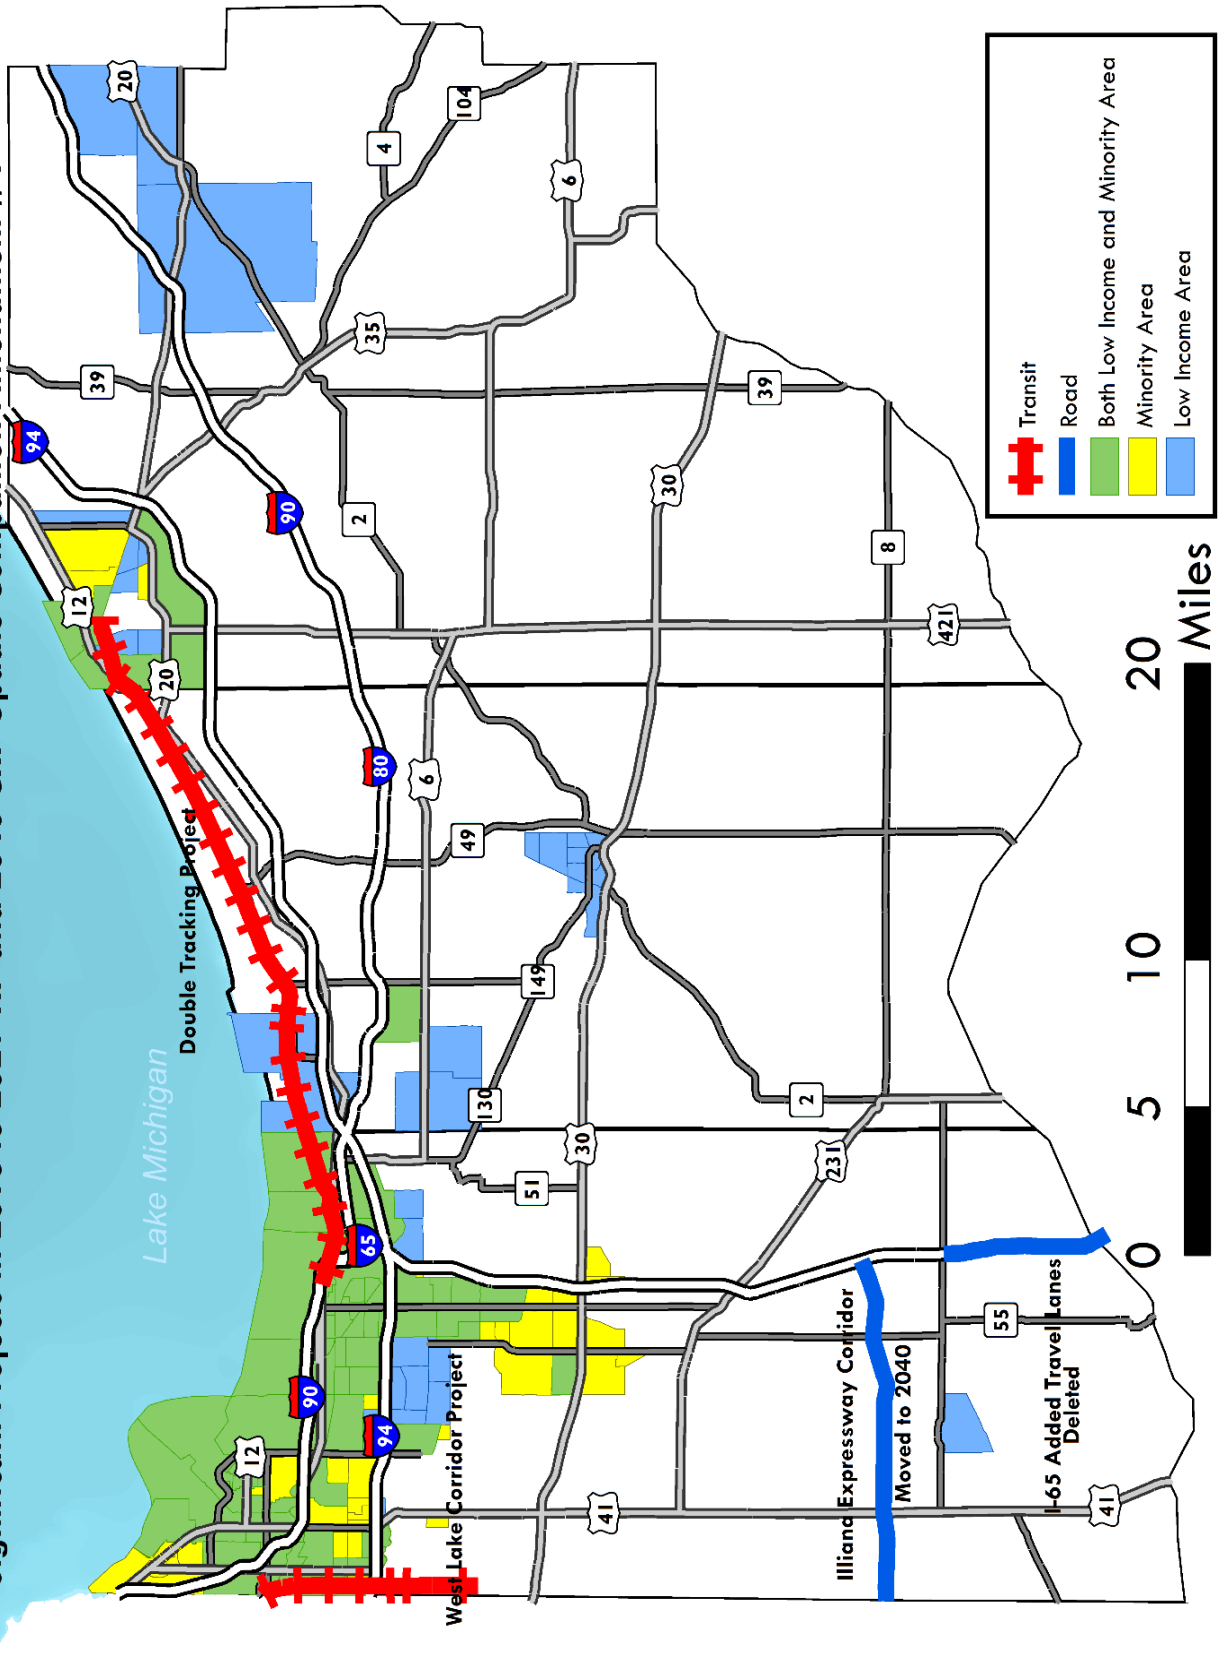 Lake Michigan
Double Tracking Project
West Lake Corridor Project
Illiana Expressway Corridor
Moved to 2040
I-65 Added Travel Lanes
Deleted
94
12
39
20
20
12
90
90
65
2
35
80
94
4
6
104
49
130
51
149
6
30
41
30
39
2
231
8
421
55
41
Transit
Road
Both Low Income and Minority Area
Minority Area
Low Income Area
0 5 10 20
Miles